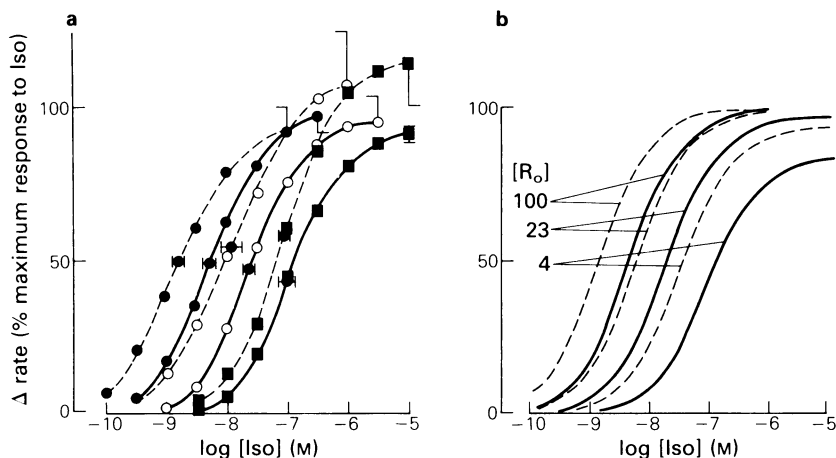 a
Δ rate (% maximum response to Iso)
100
50
0
−10 −9 −8 −7 −6 −5
log [Iso] (M)
b
100
50
0
[Ro]
100
23
4
−10 −9 −8 −7 −6 −5
log [Iso] (M)